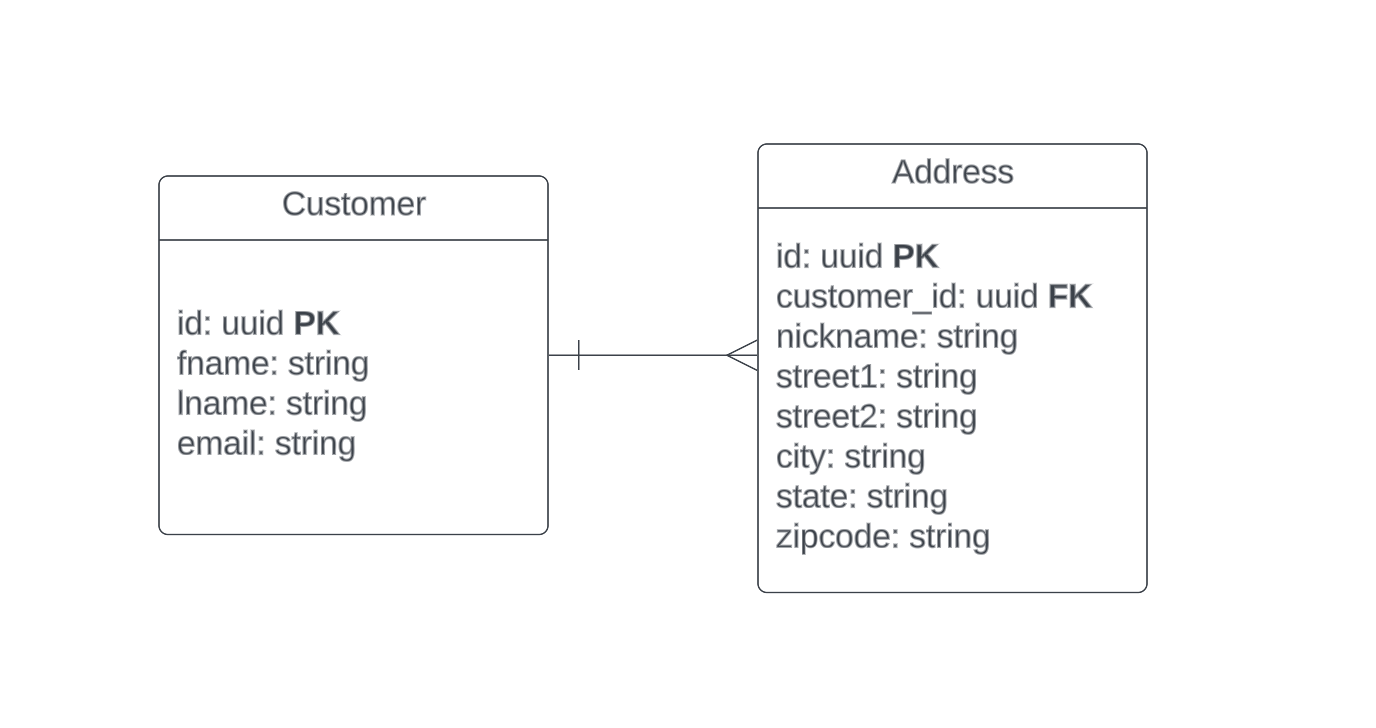 Customer
id: uuid PK
fname: string
lname: string
email: string
Address
id: uuid PK
customer_id: uuid FK
nickname: string
street1: string
street2: string
city: string
state: string
zipcode: string